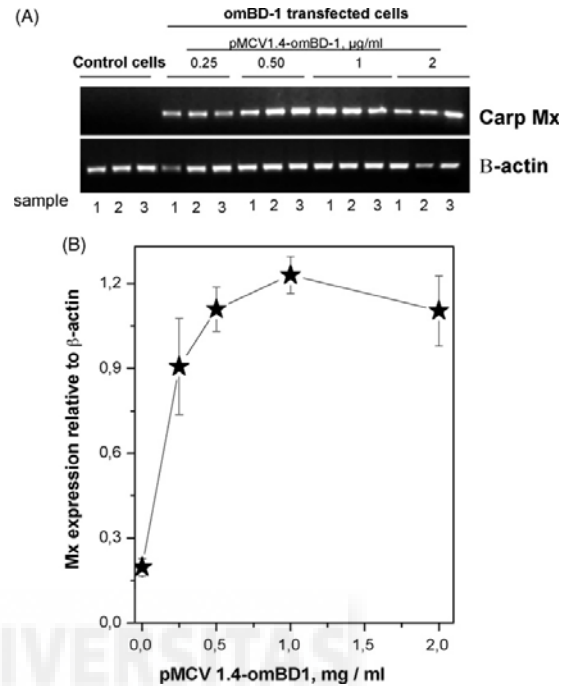 (A)
omBD-1 transfected cells
pMCV1.4-omBD-1, µg/ml
Control cells 0.25 0.50 1 2
Carp Mx
B-actin
sample 1 2 3 1 2 3 1 2 3 1 2 3 1 2 3
(B)
Mx expression relative to β-actin
1,2
0,9
0,6
0,3
0,0
0,0 0,5 1,0 1,5 2,0
pMCV 1.4-omBD1, mg / ml
IVERSITAS